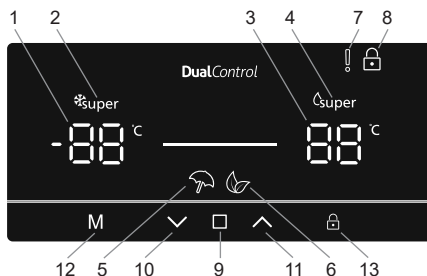 1 2 3 4 7 8
DualControl
super super
-88 °C 88 °C
M
12 5 10 9 11 6 13